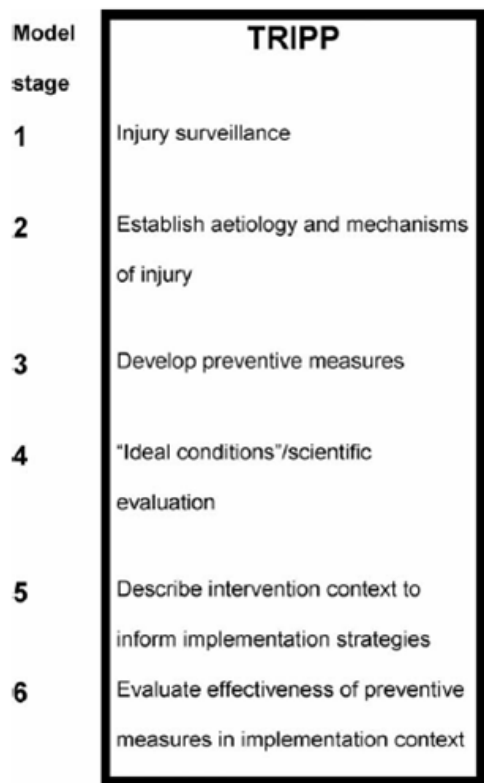 Model
stage
TRIPP
1 Injury surveillance
2 Establish aetiology and mechanisms
of injury
3 Develop preventive measures
4 “Ideal conditions”/scientific
evaluation
5 Describe intervention context to
inform implementation strategies
6 Evaluate effectiveness of preventive
measures in implementation context